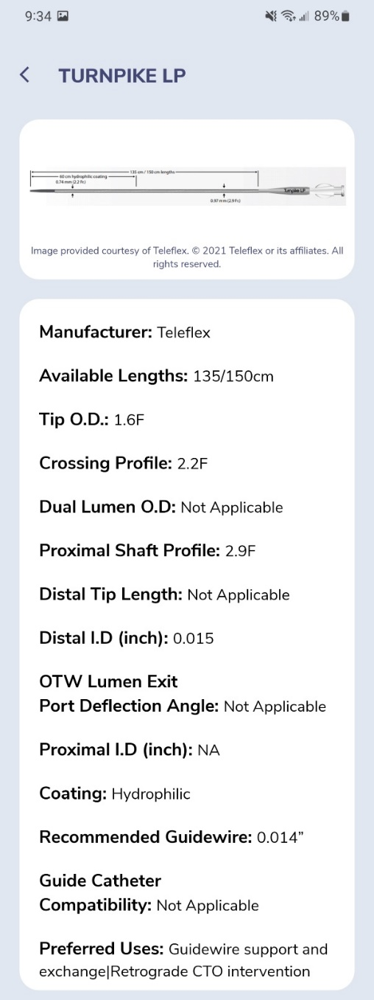 9:34 89%
TURNPIKE LP
135 cm / 150 cm lengths
60 cm hydrophilic coating
0.74 mm (2.2 Fr.)
Turnpike LP
0.97 mm (2.9 Fr.)
Image provided courtesy of Teleflex. © 2021 Teleflex or its affiliates. All
rights reserved.
Manufacturer: Teleflex
Available Lengths: 135/150cm
Tip O.D.: 1.6F
Crossing Profile: 2.2F
Dual Lumen O.D: Not Applicable
Proximal Shaft Profile: 2.9F
Distal Tip Length: Not Applicable
Distal I.D (inch): 0.015
OTW Lumen Exit
Port Deflection Angle: Not Applicable
Proximal I.D (inch): NA
Coating: Hydrophilic
Recommended Guidewire: 0.014”
Guide Catheter
Compatibility: Not Applicable
Preferred Uses: Guidewire support and
exchange|Retrograde CTO intervention